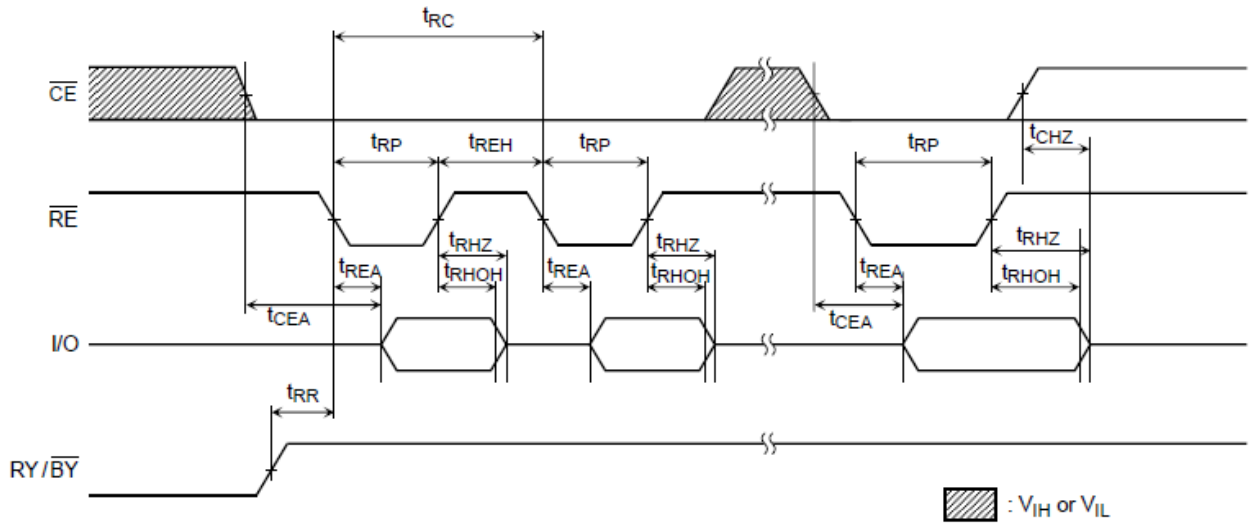 tRC
CE
tRP tREH tRP tRP tCHZ
RE
tRHZ tRHZ tRHZ
tREA tRHOH tREA tRHOH tREA tRHOH
tCEA tCEA
I/O
tRR
RY/BY
: VIH or VIL